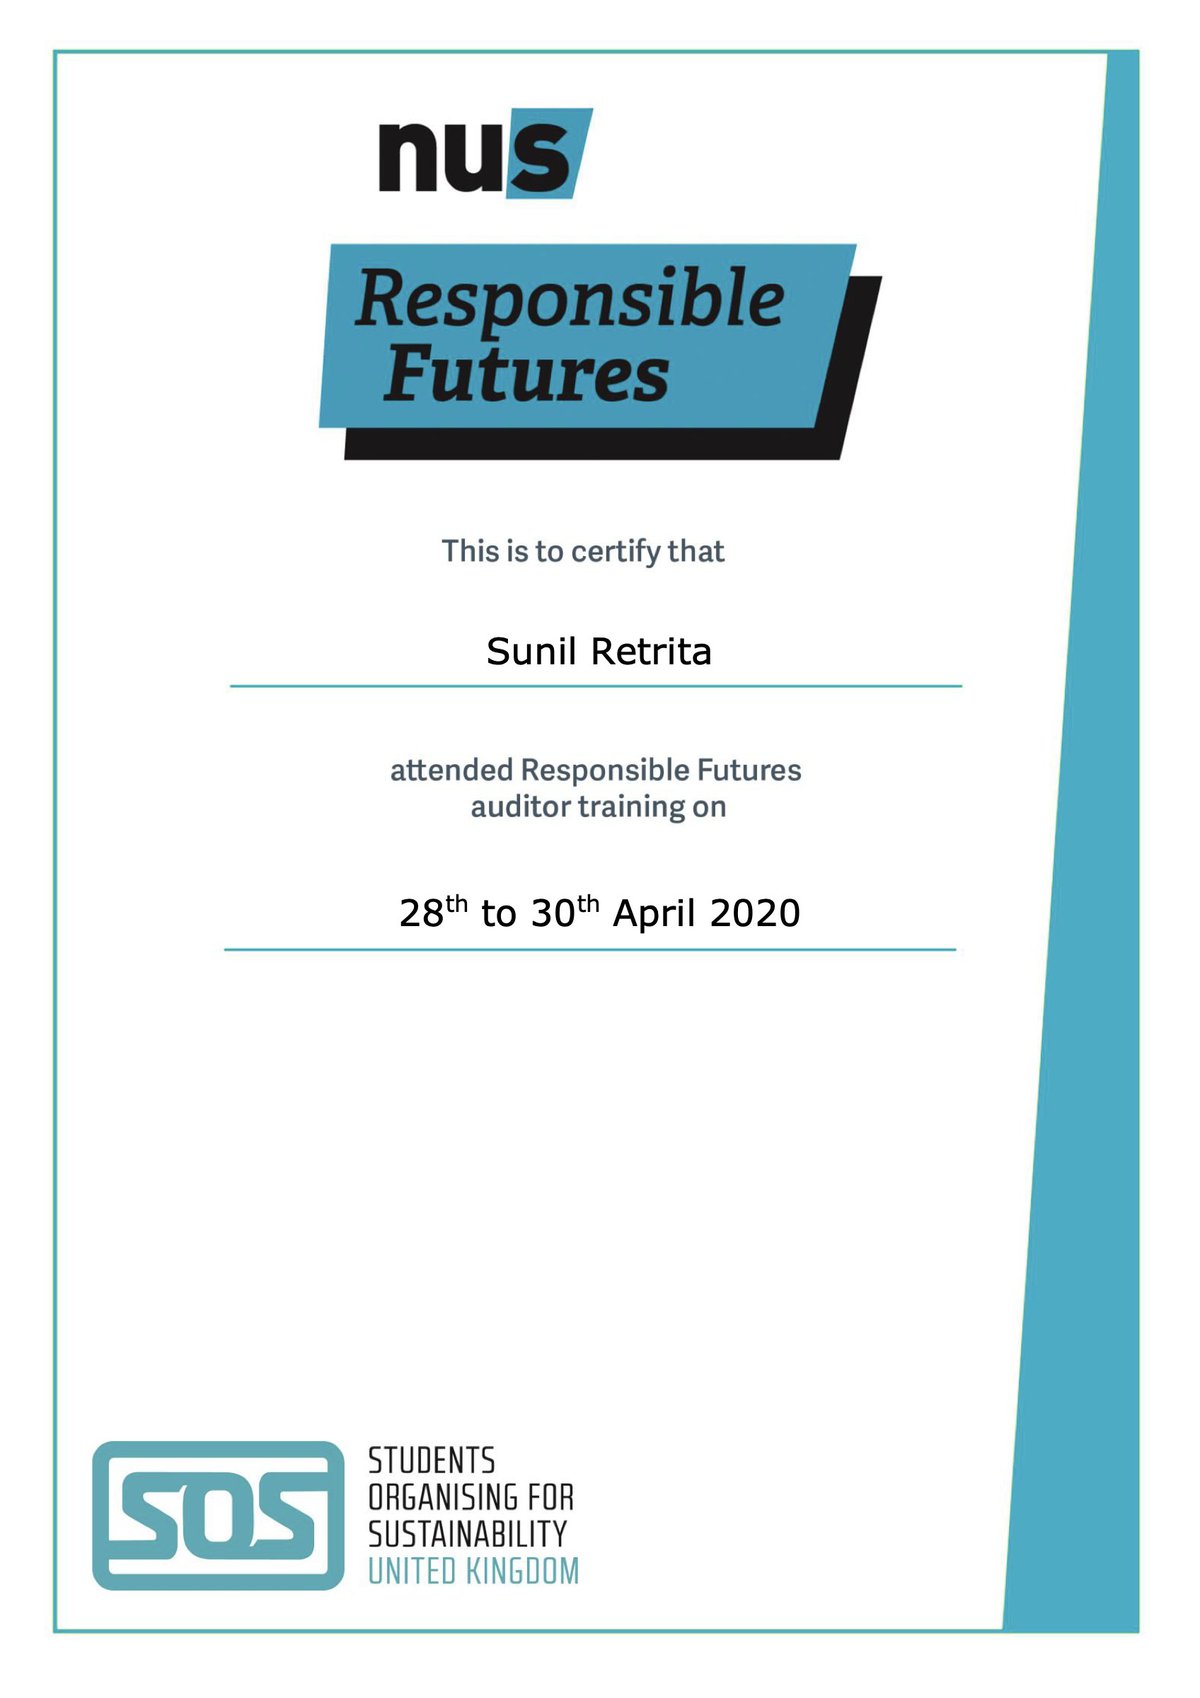 nus
Responsible
Futures
This is to certify that
Sunil Retrita
attended Responsible Futures
auditor training on
28th to 30th April 2020
SOS
STUDENTS
ORGANISING FOR
SUSTAINABILITY
UNITED KINGDOM